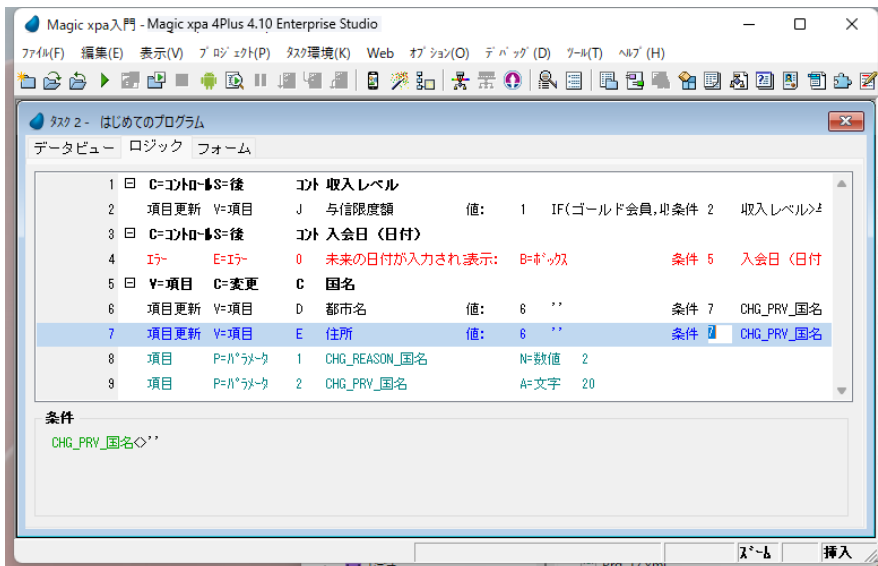 Magic xpa入門 - Magic xpa 4Plus 4.10 Enterprise Studio
ﾌｧｲﾙ(F) 編集(E) 表示(V) ﾌﾟﾛｼﾞｪｸﾄ(P) ﾀｽｸ環境(K) Web ｵﾌﾟｼｮﾝ(O) ﾃﾞﾊﾞｯｸﾞ(D) ﾂｰﾙ(T) ﾍﾙﾌﾟ(H)
ﾀｽｸ 2 - はじめてのプログラム
データビュー ロジック フォーム
1 C=ｺﾝﾄﾛｰﾙ S=後 ｺﾝﾄ 収入レベル
2 項目更新 V=項目 J 与信限度額 値: 1 IF(ゴールド会員,収 条件 2 収入レベル>
3 C=ｺﾝﾄﾛｰﾙ S=後 ｺﾝﾄ 入会日（日付）
4 ｴﾗｰ E=ｴﾗｰ 0 未来の日付が入力され 表示: B=ﾎﾞｯｸｽ 条件 5 入会日（日付
5 V=項目 C=変更 C 国名
6 項目更新 V=項目 D 都市名 値: 6 '' 条件 7 CHG_PRV_国名
7 項目更新 V=項目 E 住所 値: 6 '' 条件 7 CHG_PRV_国名
8 項目 P=ﾊﾟﾗﾒｰﾀ 1 CHG_REASON_国名 N=数値 2
9 項目 P=ﾊﾟﾗﾒｰﾀ 2 CHG_PRV_国名 A=文字 20
条件
CHG_PRV_国名<>''
ｽﾞｰﾑ 挿入